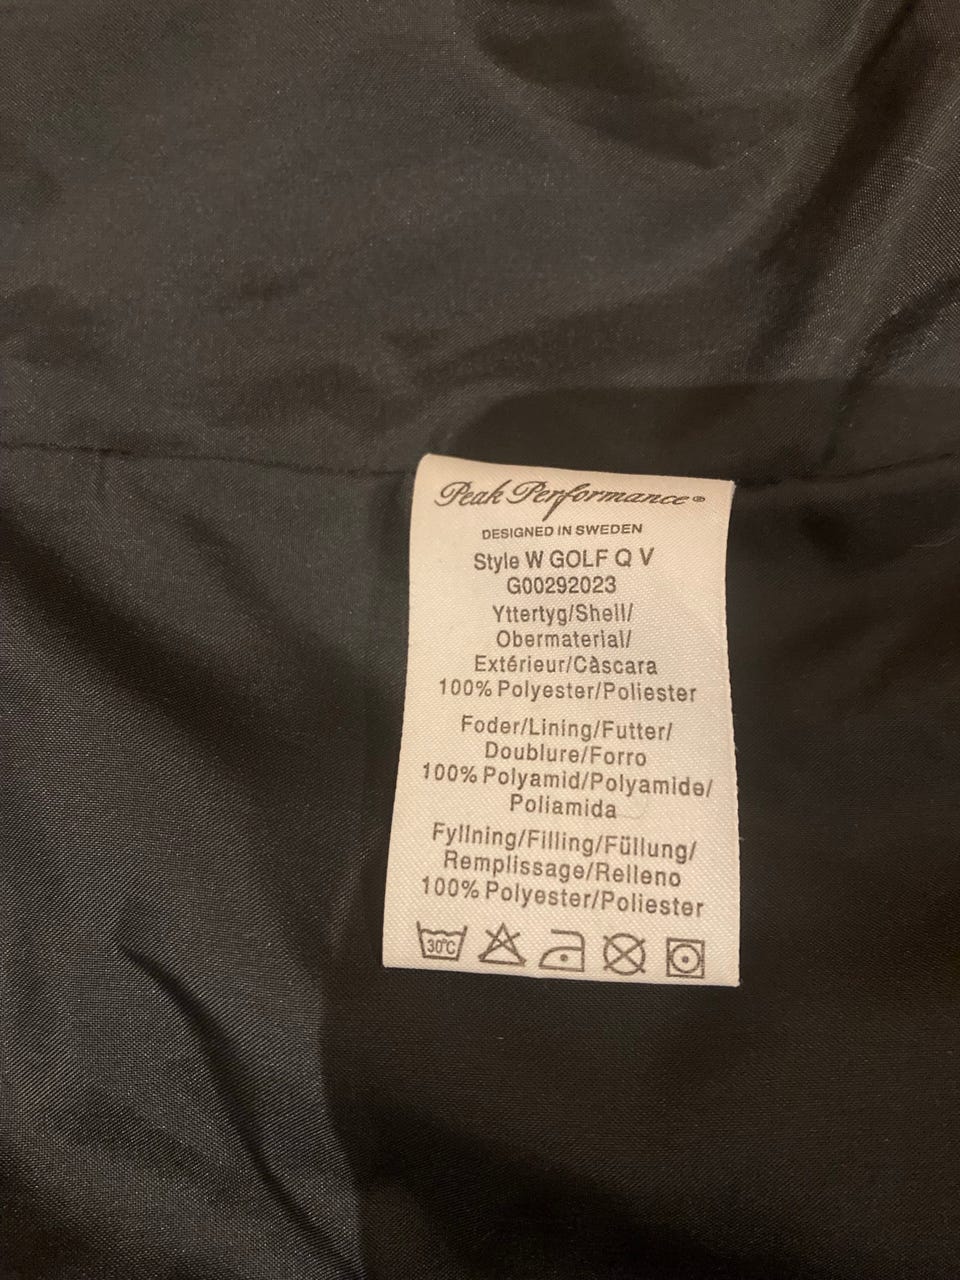 Peak Performance®
DESIGNED IN SWEDEN
Style W GOLF Q V
G00292023
Yttertyg/Shell/
Obermaterial/
Extérieur/Càscara
100% Polyester/Poliester
Foder/Lining/Futter/
Doublure/Forro
100% Polyamid/Polyamide/
Poliamida
Fyllning/Filling/Füllung/
Remplissage/Relleno
100% Polyester/Poliester
30°C